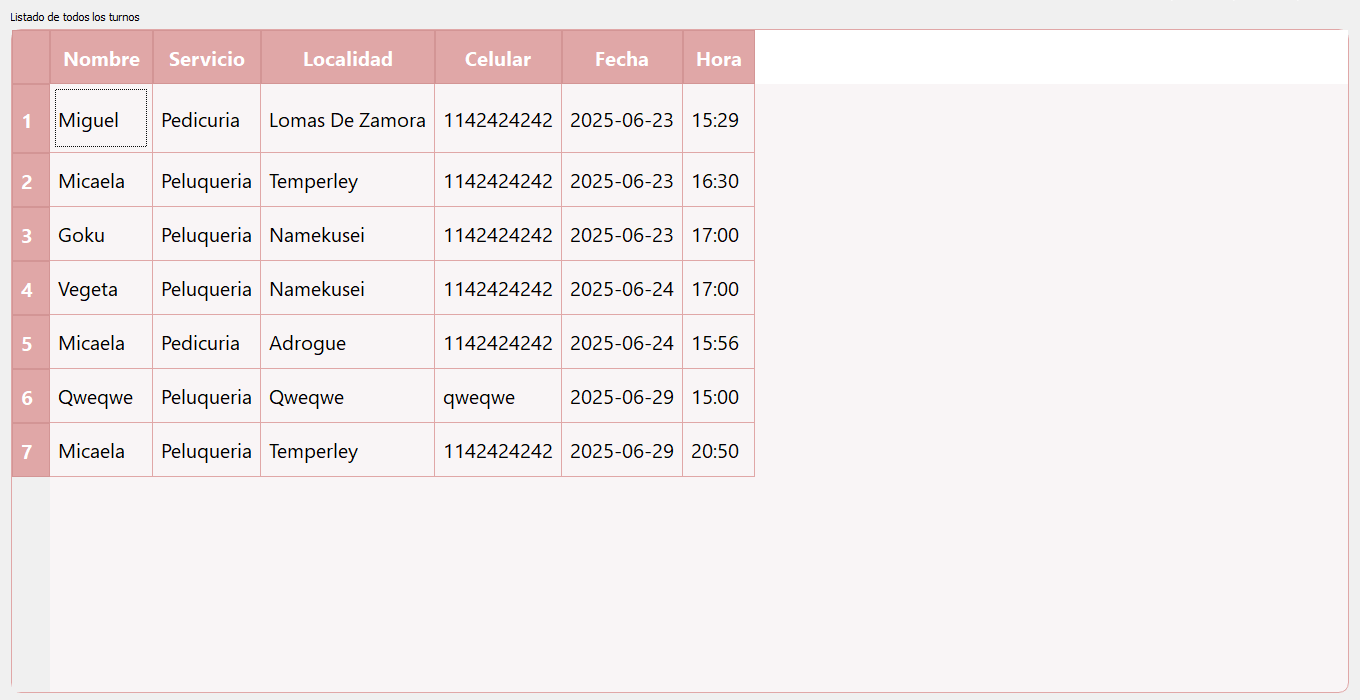 Listado de todos los turnos
Nombre Servicio Localidad Celular Fecha Hora
1 Miguel Pedicuria Lomas De Zamora 1142424242 2025-06-23 15:29
2 Micaela Peluqueria Temperley 1142424242 2025-06-23 16:30
3 Goku Peluqueria Namekusei 1142424242 2025-06-23 17:00
4 Vegeta Peluqueria Namekusei 1142424242 2025-06-24 17:00
5 Micaela Pedicuria Adrogue 1142424242 2025-06-24 15:56
6 Qweqwe Peluqueria Qweqwe qweqwe 2025-06-29 15:00
7 Micaela Peluqueria Temperley 1142424242 2025-06-29 20:50